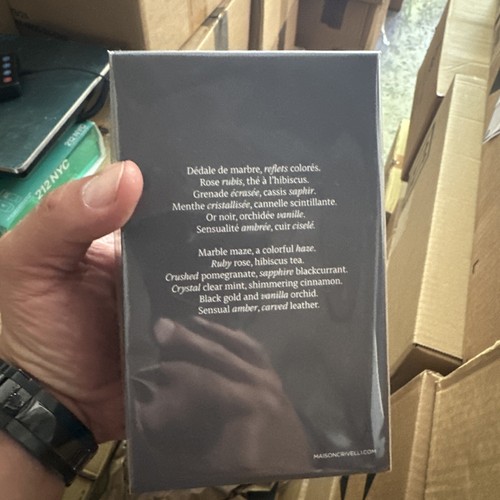 Dédale de marbre, reflets colorés.
Rose rubis, thé à l'hibiscus.
Grenade écrasée, cassis saphir.
Menthe cristallisée, cannelle scintillante.
Or noir, orchidée vanille.
Sensualité ambrée, cuir ciselé.
Marble maze, a colorful haze.
Ruby rose, hibiscus tea.
Crushed pomegranate, sapphire blackcurrant.
Crystal clear mint, shimmering cinnamon.
Black gold and vanilla orchid.
Sensual amber, carved leather.
MAISONCRIVELLI.COM
212 NYC